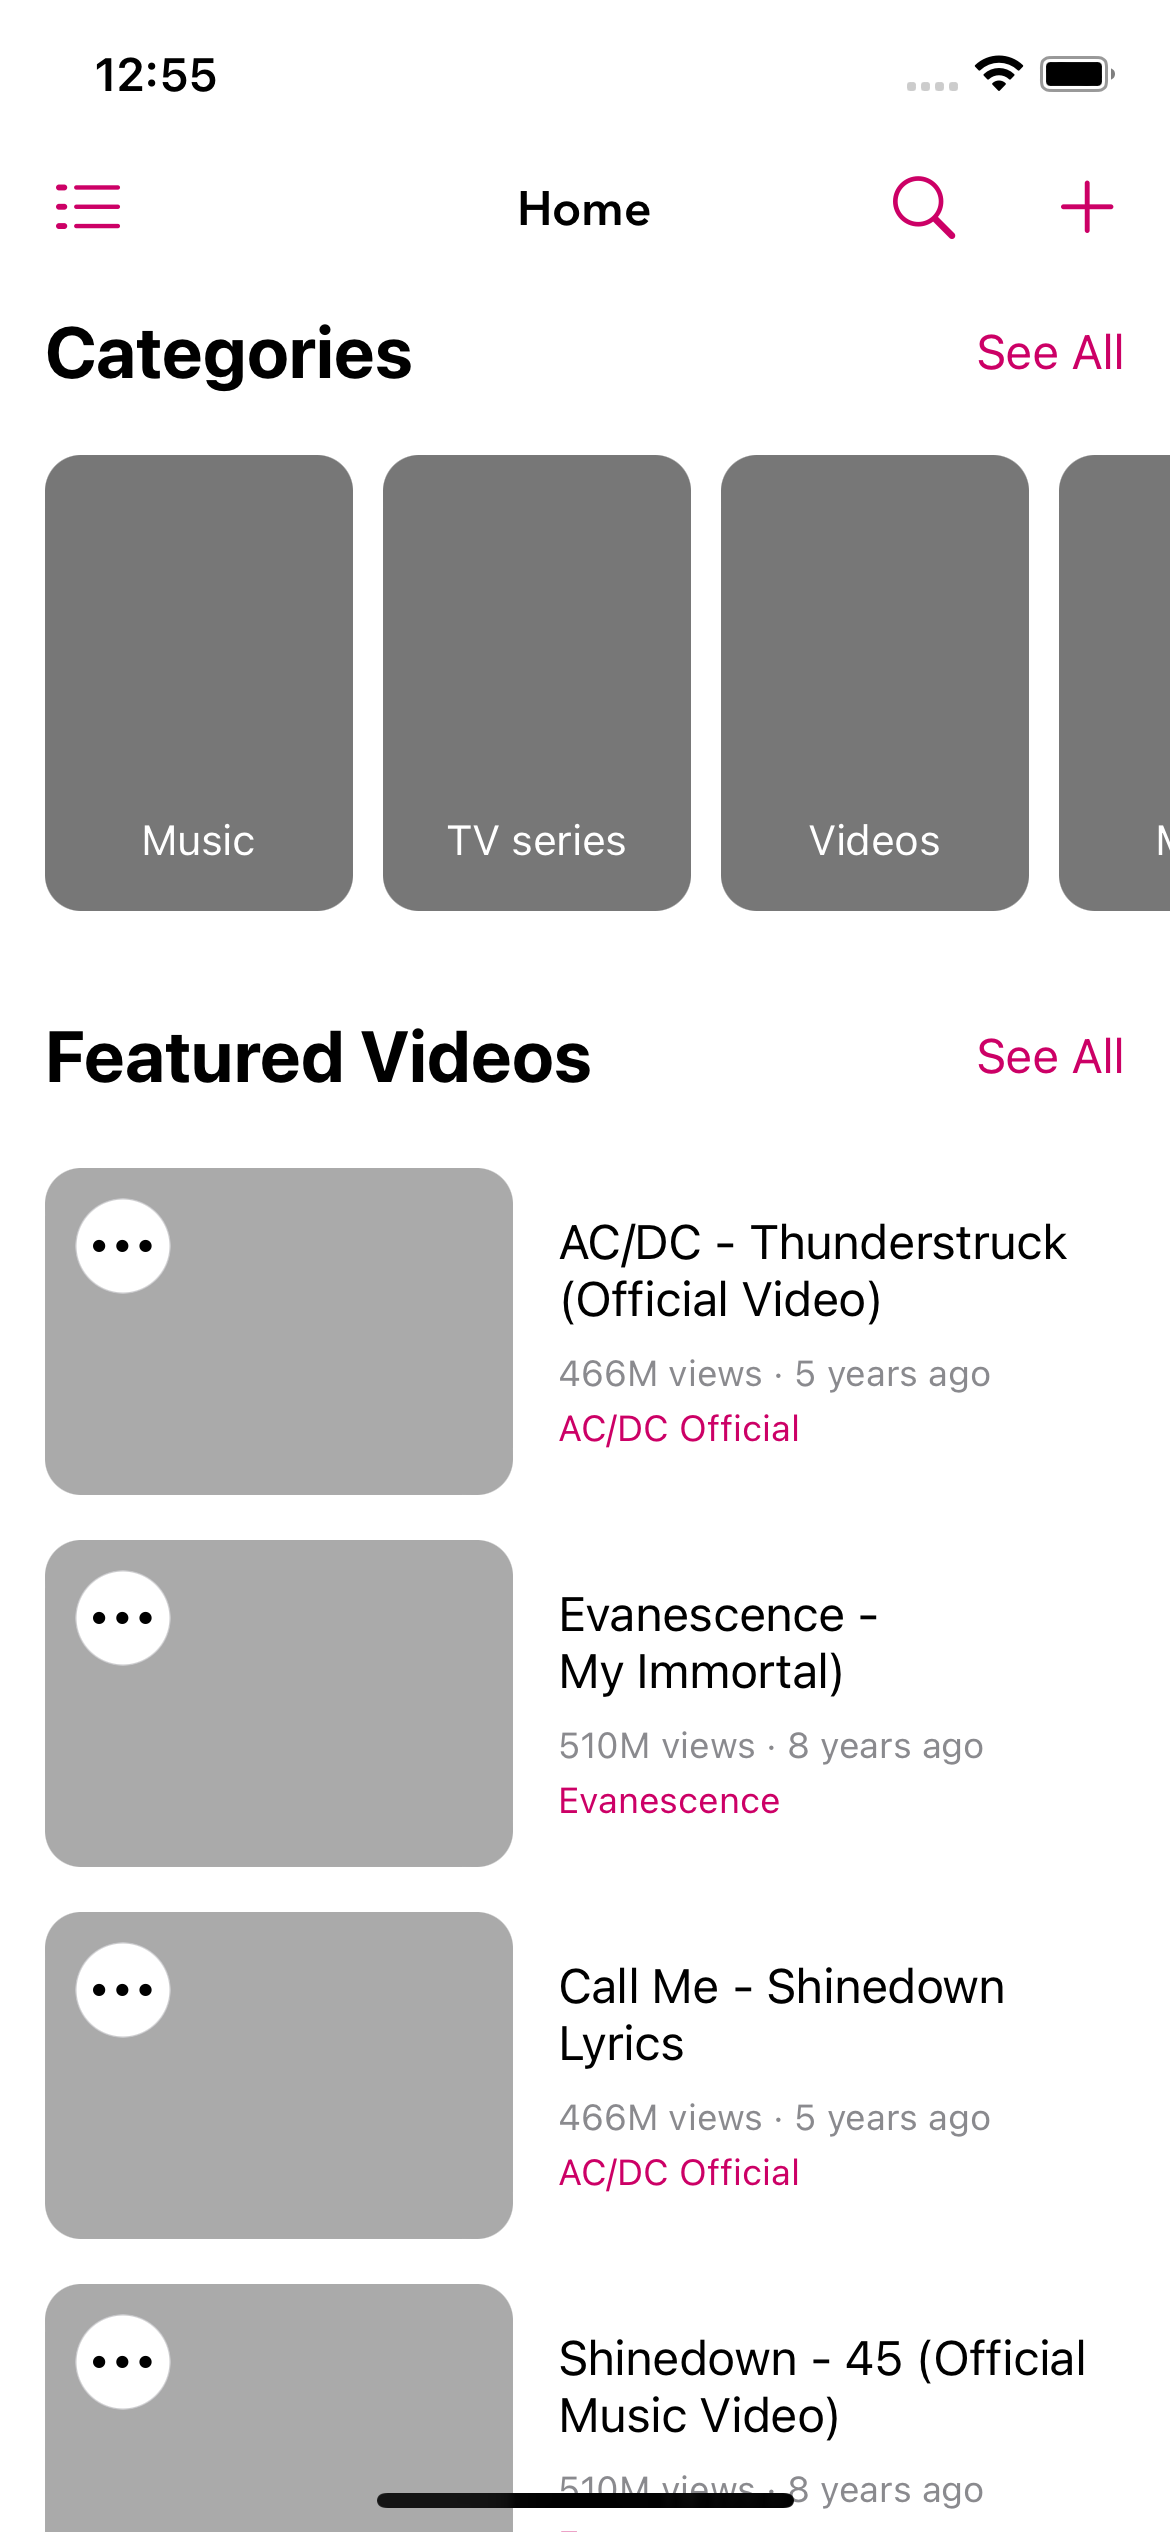 12:55
Home
Categories
See All
Music
TV series
Videos
Featured Videos
See All
AC/DC - Thunderstruck
(Official Video)
466M views · 5 years ago
AC/DC Official
Evanescence -
My Immortal)
510M views · 8 years ago
Evanescence
Call Me - Shinedown
Lyrics
466M views · 5 years ago
AC/DC Official
Shinedown - 45 (Official
Music Video)
510M views · 8 years ago